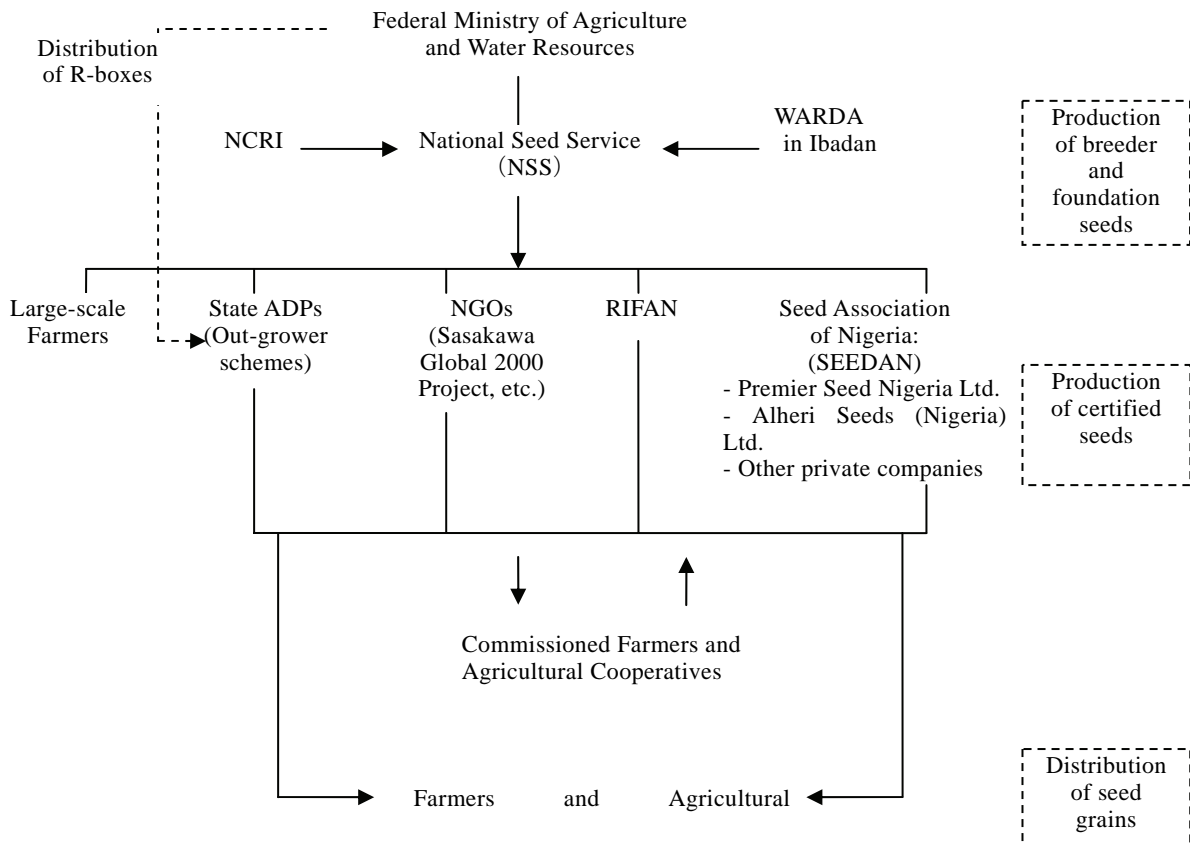 Federal Ministry of Agriculture
and Water Resources
Distribution
of R-boxes
NCRI
National Seed Service
(NSS)
WARDA
in Ibadan
Production
of breeder
and
foundation
seeds
Large-scale
Farmers
State ADPs
(Out-grower
schemes)
NGOs
(Sasakawa
Global 2000
Project, etc.)
RIFAN
Seed Association
of Nigeria:
(SEEDAN)
- Premier Seed Nigeria Ltd.
- Alheri Seeds (Nigeria)
Ltd.
- Other private companies
Production
of certified
seeds
Commissioned Farmers and
Agricultural Cooperatives
Farmers and Agricultural
Distribution
of seed
grains